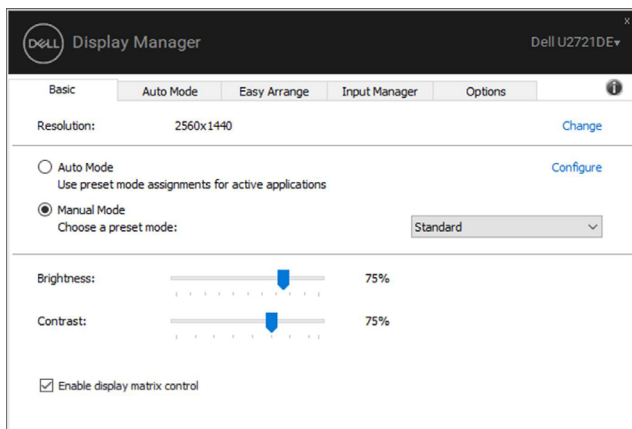 x
DELL Display Manager Dell U2721DE
Basic Auto Mode Easy Arrange Input Manager Options
Resolution: 2560x1440 Change
Auto Mode Configure
Use preset mode assignments for active applications
Manual Mode
Choose a preset mode: Standard
Brightness: 75%
Contrast: 75%
Enable display matrix control